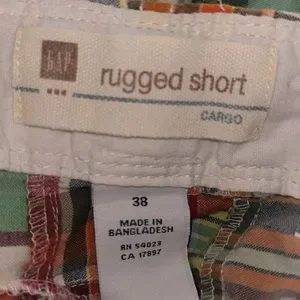 GAP
rugged short
CARGO
38
MADE IN
BANGLADESH
RN 54023
CA 17897